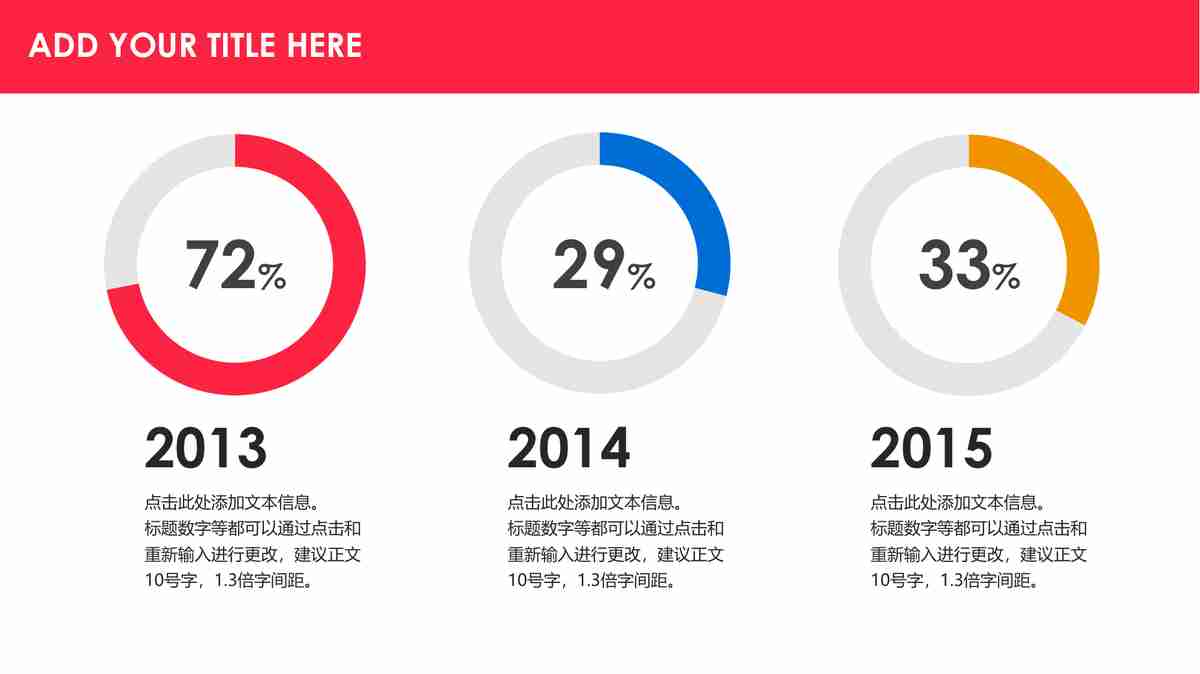 ADD YOUR TITLE HERE
72%
29%
33%
2013
点击此处添加文本信息。
标题数字等都可以通过点击和
重新输入进行更改，建议正文
10号字，1.3倍字间距。
2014
点击此处添加文本信息。
标题数字等都可以通过点击和
重新输入进行更改，建议正文
10号字，1.3倍字间距。
2015
点击此处添加文本信息。
标题数字等都可以通过点击和
重新输入进行更改，建议正文
10号字，1.3倍字间距。